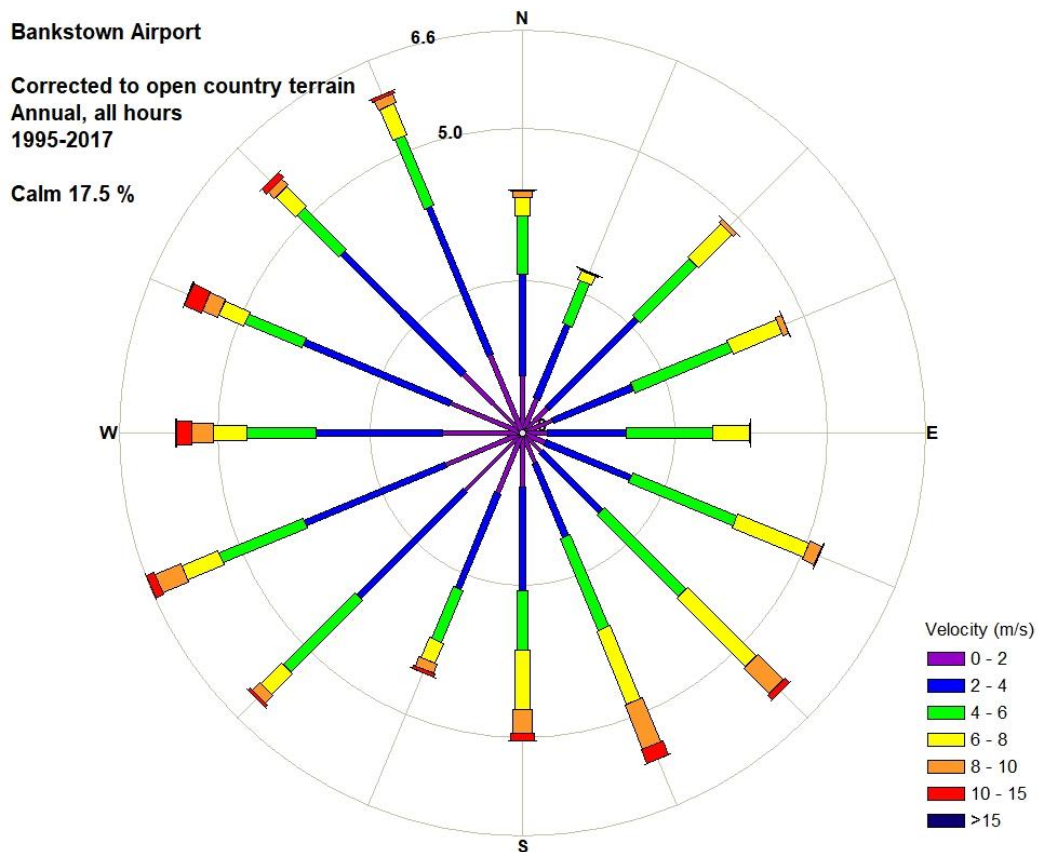 Bankstown Airport
Corrected to open country terrain
Annual, all hours
1995-2017
Calm 17.5 %
N
6.6
5.0
W
E
S
Velocity (m/s)
0 - 2
2 - 4
4 - 6
6 - 8
8 - 10
10 - 15
>15